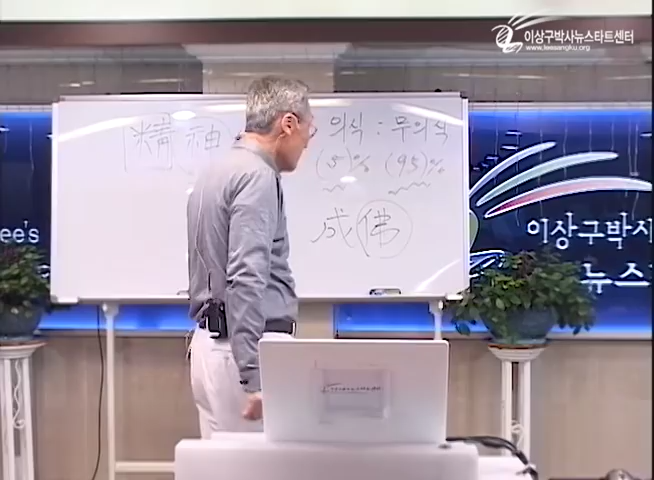 이상구박사뉴스타트센터
www.leesangku.org
精神
의식 : 무의식
(5)% (95)%
成佛
ee's
이상구박사
뉴스